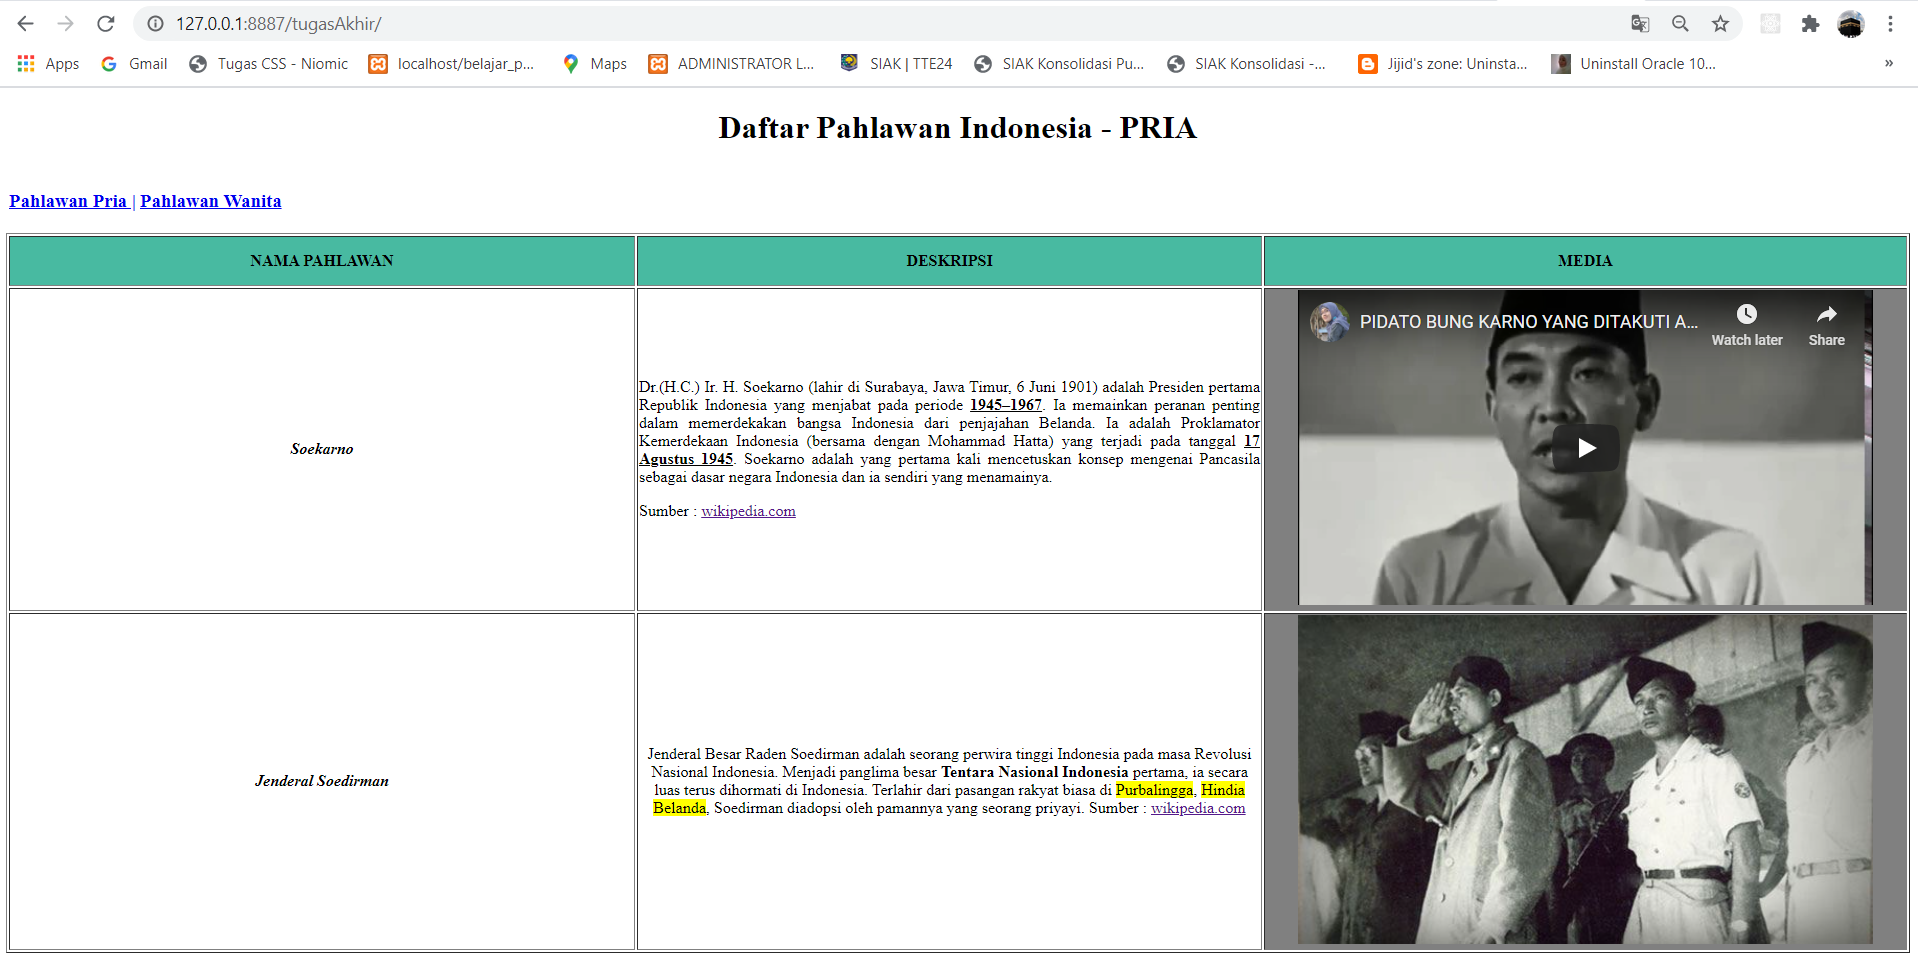 127.0.0.1:8887/tugasAkhir/
Apps Gmail Tugas CSS - Niomic localhost/belajar_p... Maps ADMINISTRATOR L... SIAK | TTE24 SIAK Konsolidasi Pu... SIAK Konsolidasi -... Jijid's zone: Uninsta... Uninstall Oracle 10... »
Daftar Pahlawan Indonesia - PRIA
Pahlawan Pria | Pahlawan Wanita
NAMA PAHLAWAN DESKRIPSI MEDIA
Soekarno
Dr.(H.C.) Ir. H. Soekarno (lahir di Surabaya, Jawa Timur, 6 Juni 1901) adalah Presiden pertama
Republik Indonesia yang menjabat pada periode 1945–1967. Ia memainkan peranan penting
dalam memerdekakan bangsa Indonesia dari penjajahan Belanda. Ia adalah Proklamator
Kemerdekaan Indonesia (bersama dengan Mohammad Hatta) yang terjadi pada tanggal 17
Agustus 1945. Soekarno adalah yang pertama kali mencetuskan konsep mengenai Pancasila
sebagai dasar negara Indonesia dan ia sendiri yang menamainya.
Sumber : wikipedia.com
PIDATO BUNG KARNO YANG DITAKUTI A...
Watch later Share
Jenderal Soedirman
Jenderal Besar Raden Soedirman adalah seorang perwira tinggi Indonesia pada masa Revolusi
Nasional Indonesia. Menjadi panglima besar Tentara Nasional Indonesia pertama, ia secara
luas terus dihormati di Indonesia. Terlahir dari pasangan rakyat biasa di Purbalingga, Hindia
Belanda, Soedirman diadopsi oleh pamannya yang seorang priyayi. Sumber : wikipedia.com